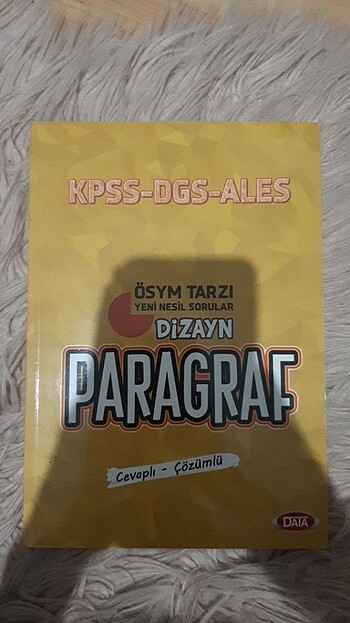 KPSS-DGS-ALES
ÖSYM TARZI
YENİ NESİL SORULAR
DİZAYN
PARAGRAF
Cevaplı - Çözümlü
DATA